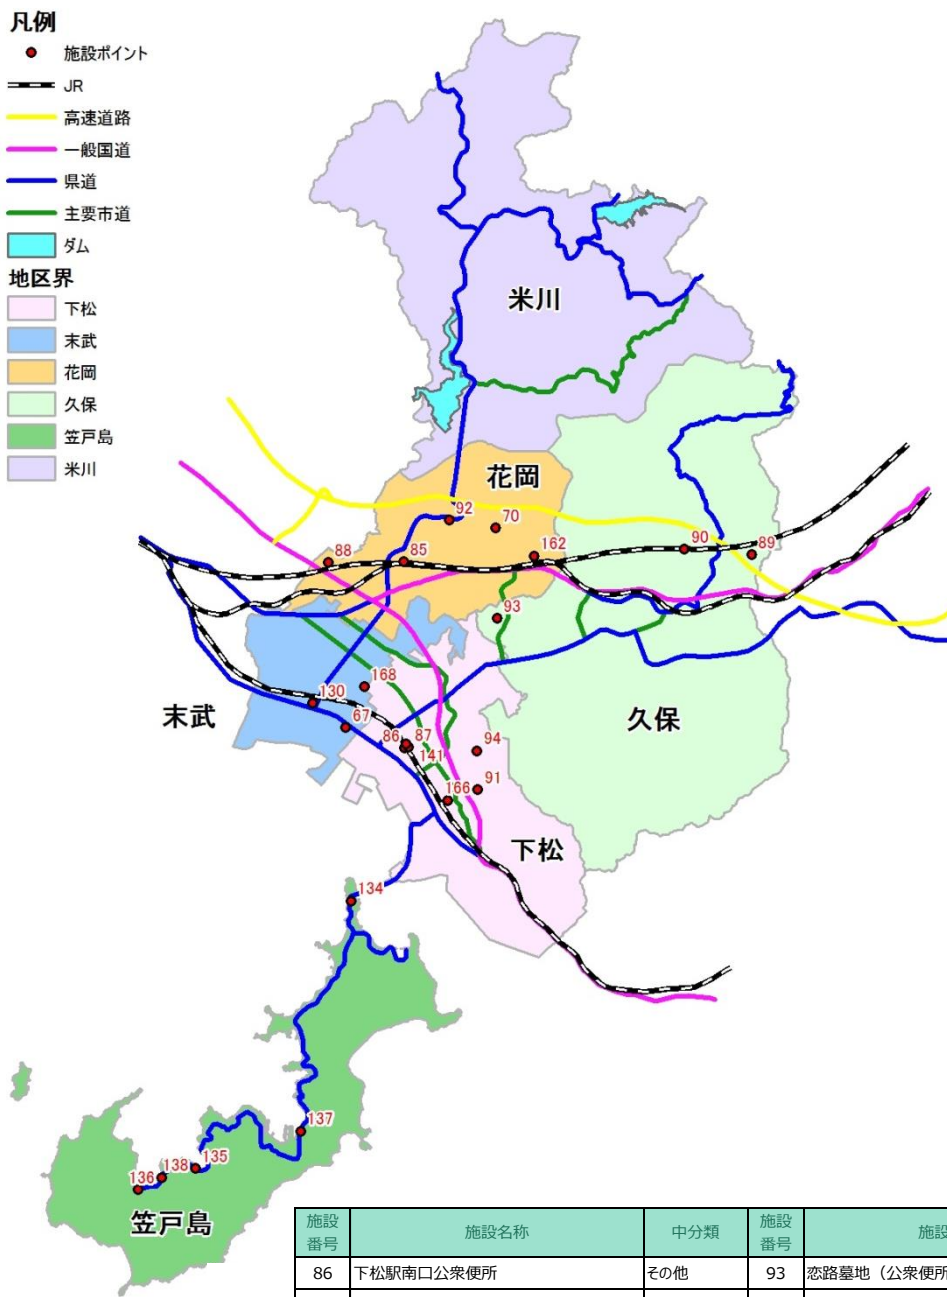 凡例
施設ポイント
JR
高速道路
一般国道
県道
主要市道
ダム
地区界
下松
末武
花岡
久保
笠戸島
米川
米川
花岡
92
70
162
90
89
88
85
93
168
130
末武
67
久保
86
87
141
94
91
166
下松
134
137
135
138
136
笠戸島
施設番号 施設名称 中分類 施設番号 施設
86 下松駅南口公衆便所 その他 93 恋路墓地（公衆便所